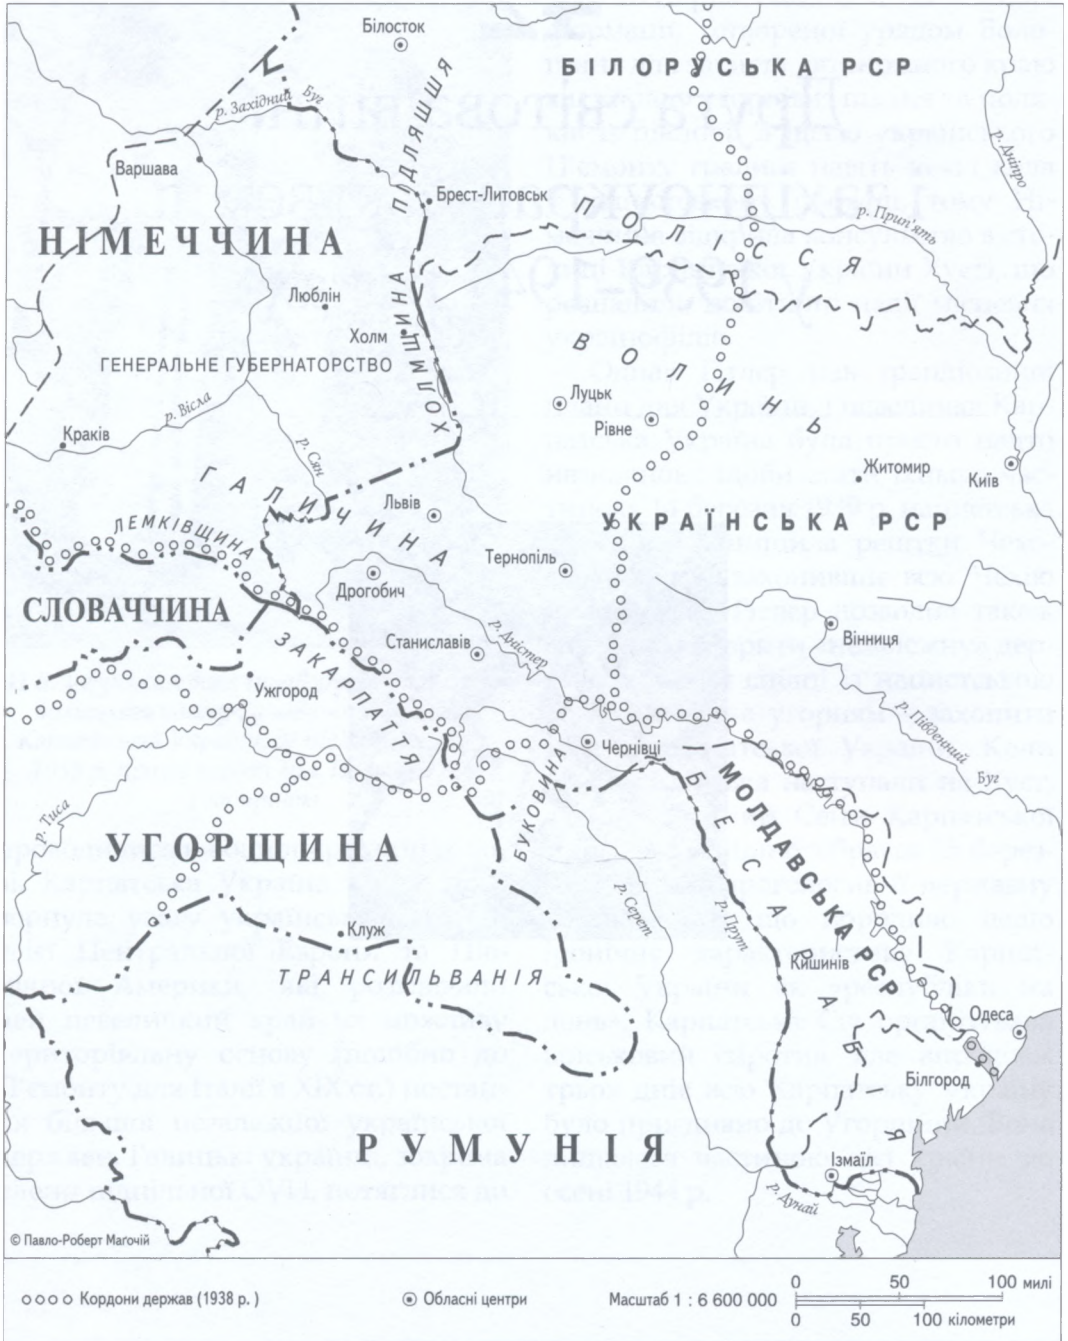 Білосток
БІЛОРУСЬКА РСР
р. Західний Буг
ПІДЛЯШШЯ
Варшава
р. Дніпро
Брест-Литовськ
ПОЛІССЯ
р. Прип'ять
НІМЕЧЧИНА
Люблін
Холм
ХОЛМЩИНА
ВОЛИНЬ
ГЕНЕРАЛЬНЕ ГУБЕРНАТОРСТВО
р. Вісла
Луцьк
Рівне
Краків
р. Сян
Житомир
Київ
ГАЛИЧИНА
Львів
ЛЕМКІВЩИНА
УКРАЇНСЬКА РСР
Тернопіль
Дрогобич
СЛОВАЧЧИНА
Станиславів
р. Дністер
Вінниця
ЗАКАРПАТТЯ
Ужгород
р. Південний Буг
Чернівці
БУКОВИНА
р. Тиса
УГОРЩИНА
МОЛДАВСЬКА РСР
БЕССАРАБІЯ
р. Серет
р. Прут
Клуж
ТРАНСИЛЬВАНІЯ
Кишинів
Одеса
Білгород
РУМУНІЯ
Ізмаїл
р. Дунай
© Павло-Роберт Маґочій
Кордони держав (1938 р. )
Обласні центри
Масштаб 1 : 6 600 000
0 50 100 милі
0 50 100 кілометри